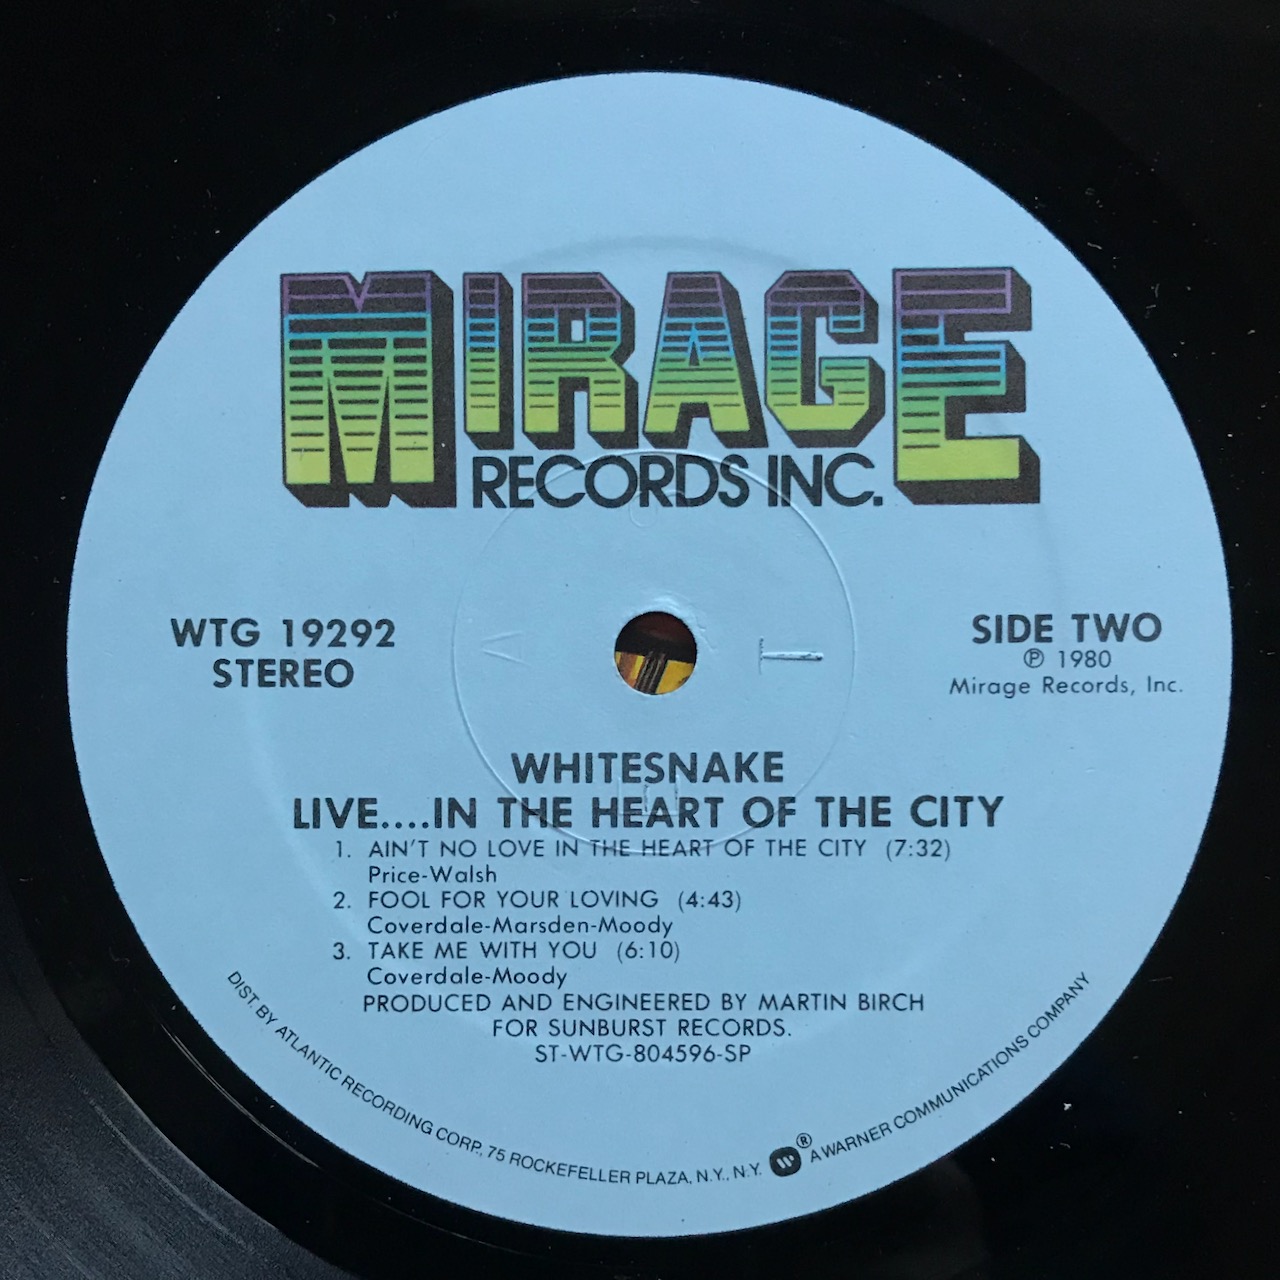 MIRAGE
RECORDS INC.
WTG 19292
STEREO
SIDE TWO
℗ 1980
Mirage Records, Inc.
WHITESNAKE
LIVE....IN THE HEART OF THE CITY
1. AIN'T NO LOVE IN THE HEART OF THE CITY (7:32)
Price-Walsh
2. FOOL FOR YOUR LOVING (4:43)
Coverdale-Marsden-Moody
3. TAKE ME WITH YOU (6:10)
Coverdale-Moody
PRODUCED AND ENGINEERED BY MARTIN BIRCH
FOR SUNBURST RECORDS.
ST-WTG-804596-SP
DIST. BY ATLANTIC RECORDING CORP., 75 ROCKEFELLER PLAZA, N.Y., N.Y. W® A WARNER COMMUNICATIONS COMPANY